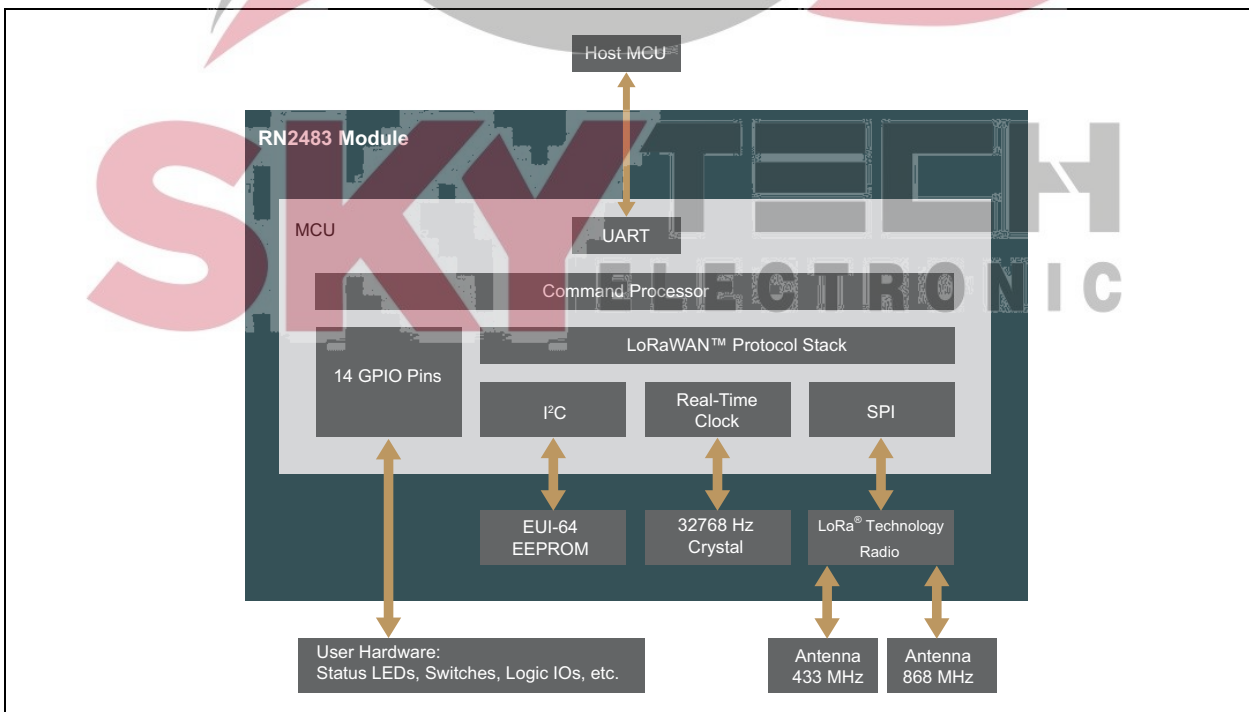 Host MCU
RN2483 Module
SKYTECH
ELECTRONIC
MCU
UART
Command Processor
LoRaWAN™ Protocol Stack
14 GPIO Pins
I²C
Real-Time
Clock
SPI
EUI-64
EEPROM
32768 Hz
Crystal
LoRa® Technology
Radio
User Hardware:
Status LEDs, Switches, Logic IOs, etc.
Antenna
433 MHz
Antenna
868 MHz